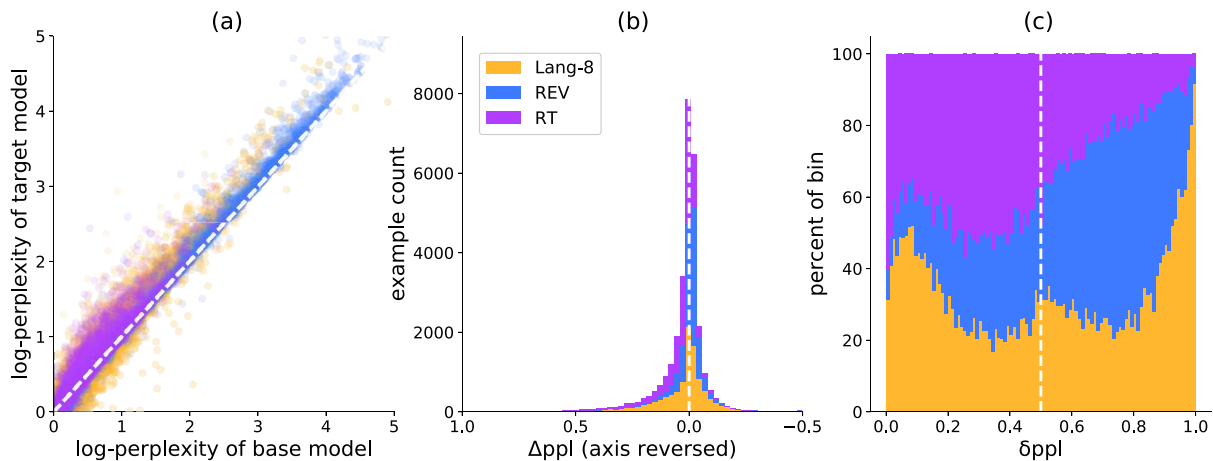 (a)
(b)
(c)
log-perplexity of target model
5
4
3
2
1
0
0 1 2 3 4 5
log-perplexity of base model
example count
8000
6000
4000
2000
0
1.0 0.5 0.0 −0.5
Δppl (axis reversed)
Lang-8
REV
RT
percent of bin
100
80
60
40
20
0
0.0 0.2 0.4 0.6 0.8 1.0
δppl